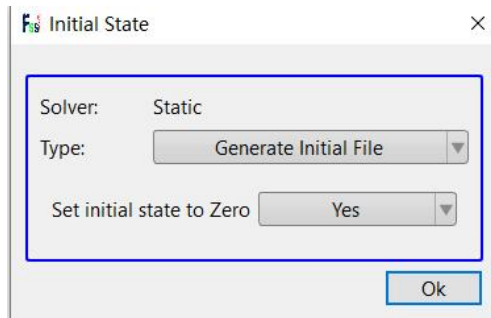 Initial State
Solver: Static
Type: Generate Initial File
Set initial state to Zero Yes
Ok